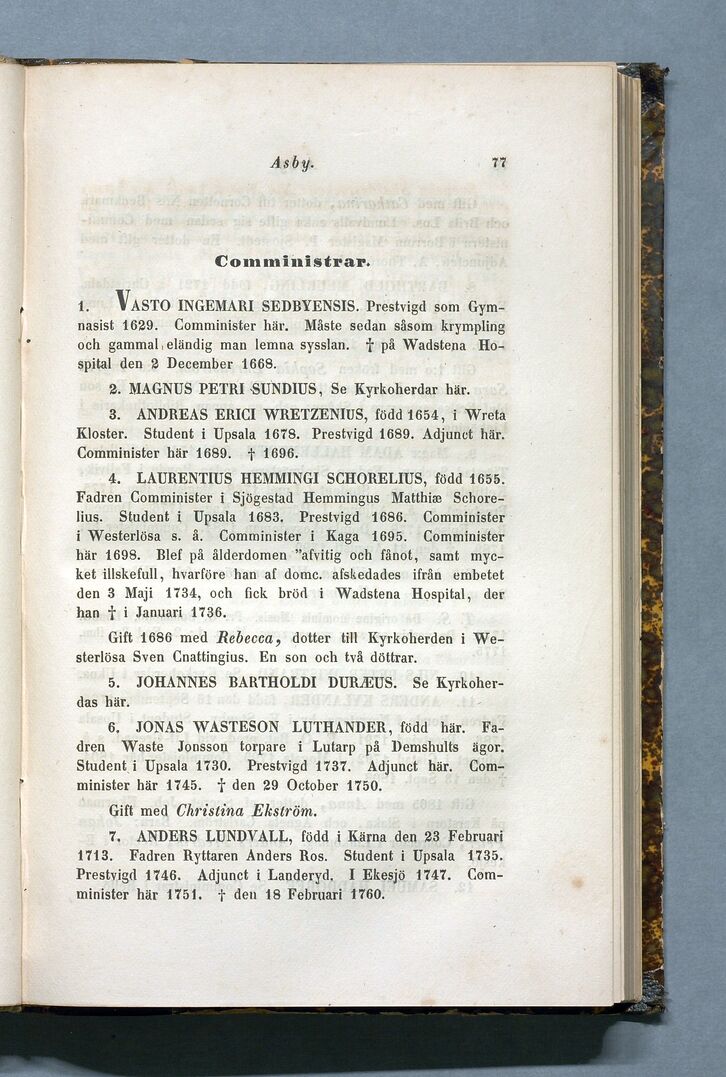 Asby. 77
Comministrar.
1. VASTO INGEMARI SEDBYENSIS. Prestvigd som Gym-
nasist 1629. Comminister här. Måste sedan såsom krympling
och gammal eländig man lemna sysslan. † på Wadstena Ho-
spital den 2 December 1668.
2. MAGNUS PETRI SUNDIUS, Se Kyrkoherdar här.
3. ANDREAS ERICI WRETZENIUS, född 1654, i Wreta
Kloster. Student i Upsala 1678. Prestvigd 1689. Adjunct här.
Comminister här 1689. † 1696.
4. LAURENTIUS HEMMINGI SCHORELIUS, född 1655.
Fadren Comminister i Sjögestad Hemmingus Matthiæ Schore-
lius. Student i Upsala 1683. Prestvigd 1686. Comminister
i Westerlösa s. å. Comminister i Kaga 1695. Comminister
här 1698. Blef på ålderdomen "afvitig och fånot, samt myc-
ket illskefull, hvarföre han af domc. afskedades ifrån embetet
den 3 Maji 1734, och fick bröd i Wadstena Hospital, der
han † i Januari 1736.
Gift 1686 med Rebecca, dotter till Kyrkoherden i We-
sterlösa Sven Cnattingius. En son och två döttrar.
5. JOHANNES BARTHOLDI DURÆUS. Se Kyrkoher-
das här.
6. JONAS WASTESON LUTHANDER, född här. Fa-
dren Waste Jonsson torpare i Lutarp på Demshults ägor.
Student i Upsala 1730. Prestvigd 1737. Adjunct här. Com-
minister här 1745. † den 29 October 1750.
Gift med Christina Ekström.
7. ANDERS LUNDVALL, född i Kärna den 23 Februari
1713. Fadren Ryttaren Anders Ros. Student i Upsala 1735.
Prestvigd 1746. Adjunct i Landeryd. I Ekesjö 1747. Com-
minister här 1751. † den 18 Februari 1760.